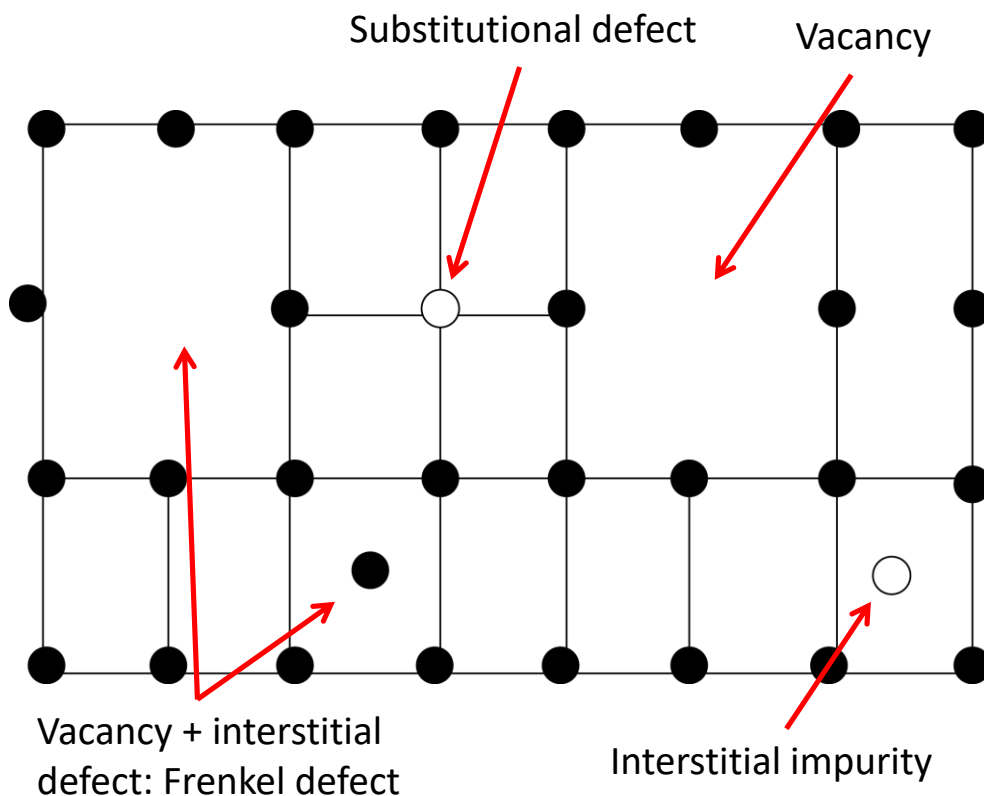 Substitutional defect
Vacancy
Vacancy + interstitial
defect: Frenkel defect
Interstitial impurity